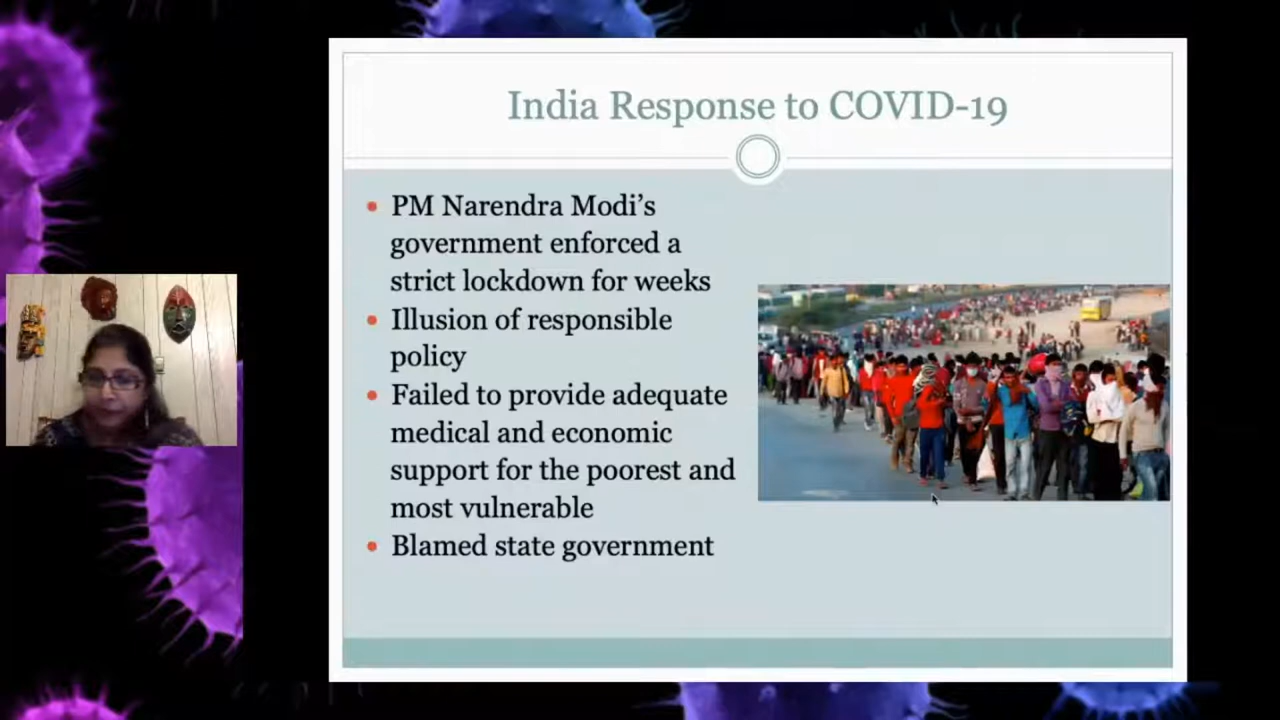 India Response to COVID-19
• PM Narendra Modi’s
government enforced a
strict lockdown for weeks
• Illusion of responsible
policy
• Failed to provide adequate
medical and economic
support for the poorest and
most vulnerable
• Blamed state government